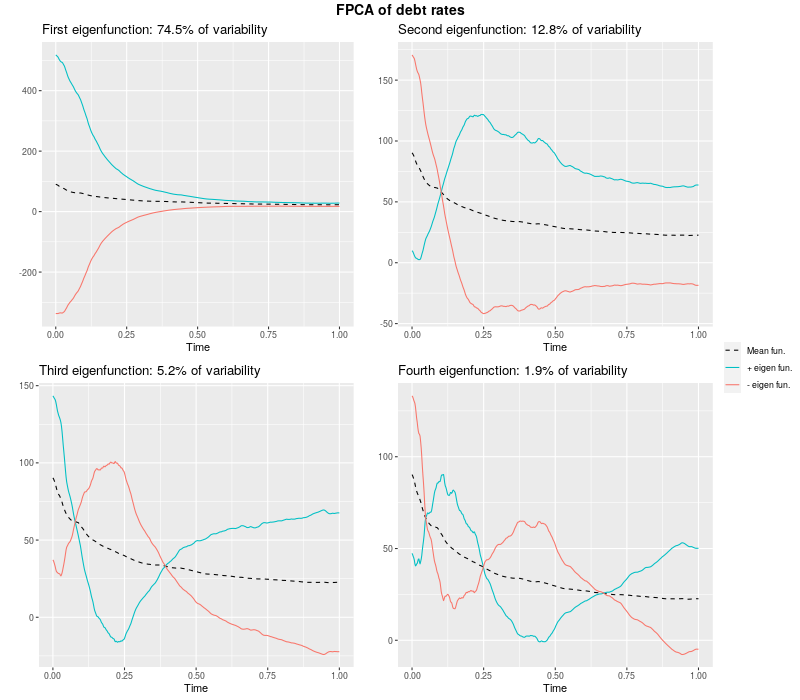 FPCA of debt rates
First eigenfunction: 74.5% of variability
400
200
0
-200
0.00 0.25 0.50 0.75 1.00
Time
Second eigenfunction: 12.8% of variability
150
100
50
0
-50
0.00 0.25 0.50 0.75 1.00
Time
Mean fun.
+ eigen fun.
- eigen fun.
Third eigenfunction: 5.2% of variability
150
100
50
0
0.00 0.25 0.50 0.75 1.00
Time
Fourth eigenfunction: 1.9% of variability
100
50
0
0.00 0.25 0.50 0.75 1.00
Time